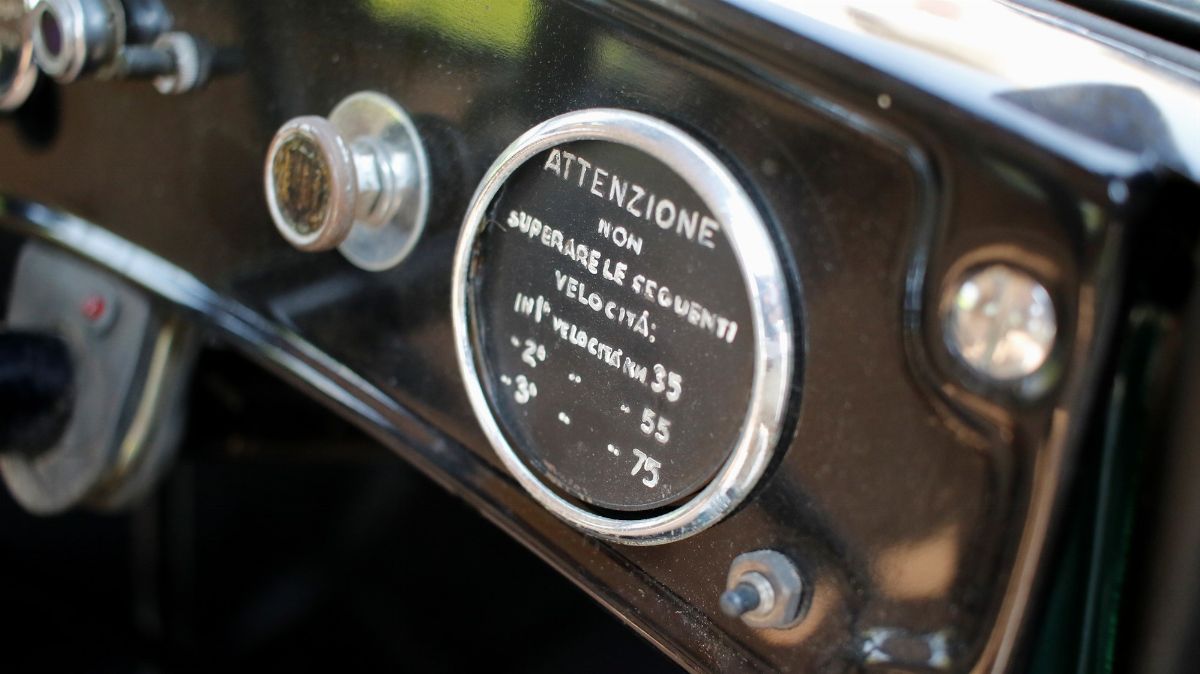 ATTENZIONE
NON
SUPERARE LE SEGUENTI
VELOCITÁ:
IN 1ª VELOCITÁ KM 35
" 2ª " " 55
" 3ª " " 75